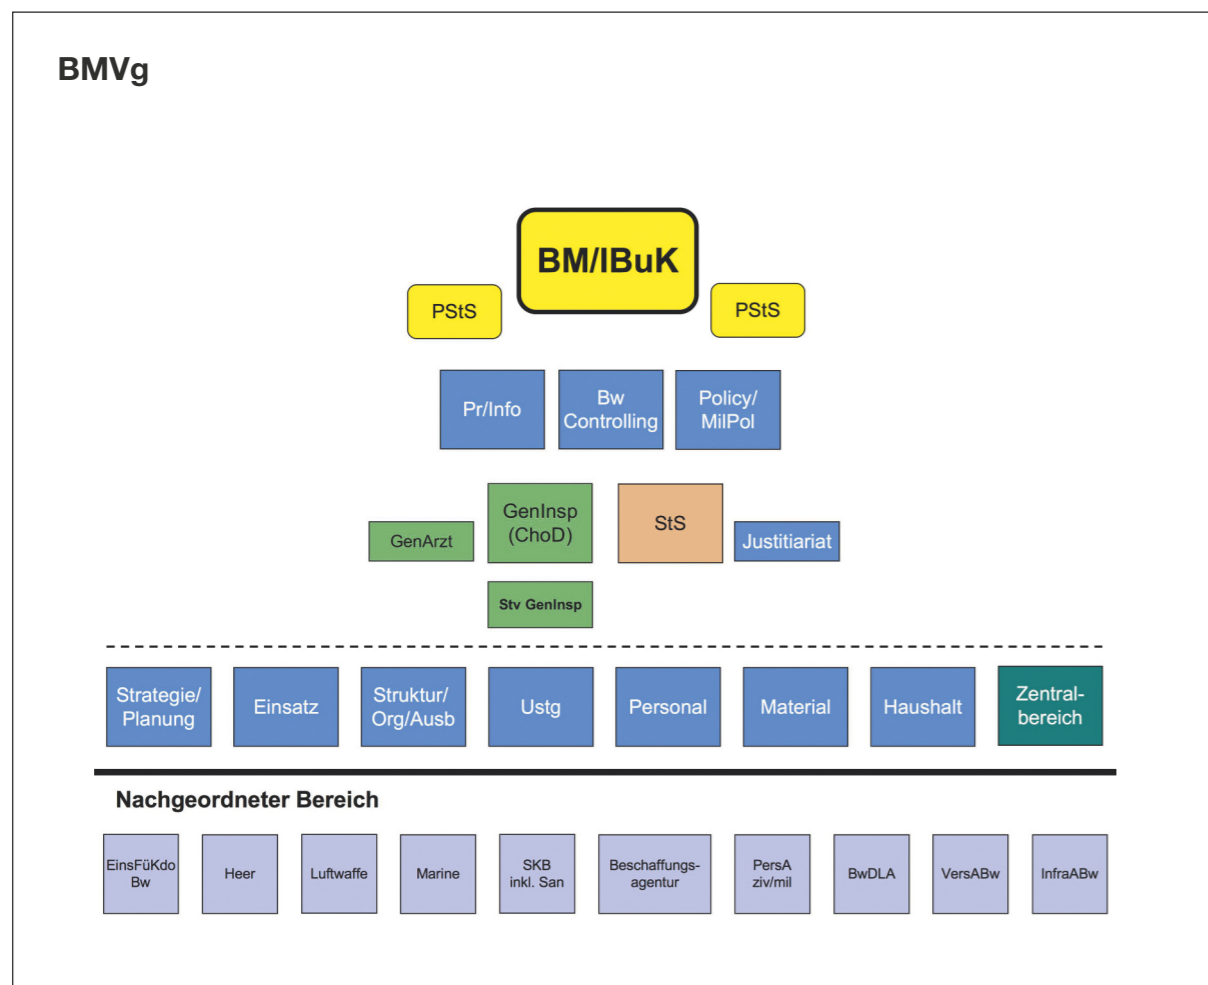 BMVg
BM/IBuK
PStS
PStS
Pr/Info
Bw
Controlling
Policy/
MilPol
GenArzt
GenInsp
(ChoD)
StS
Justitiariat
Stv GenInsp
Strategie/
Planung
Einsatz
Struktur/
Org/Ausb
Ustg
Personal
Material
Haushalt
Zentral-
bereich
Nachgeordneter Bereich
EinsFüKdo
Bw
Heer
Luftwaffe
Marine
SKB
inkl. San
Beschaffungs-
agentur
PersA
ziv/mil
BwDLA
VersABw
InfraABw